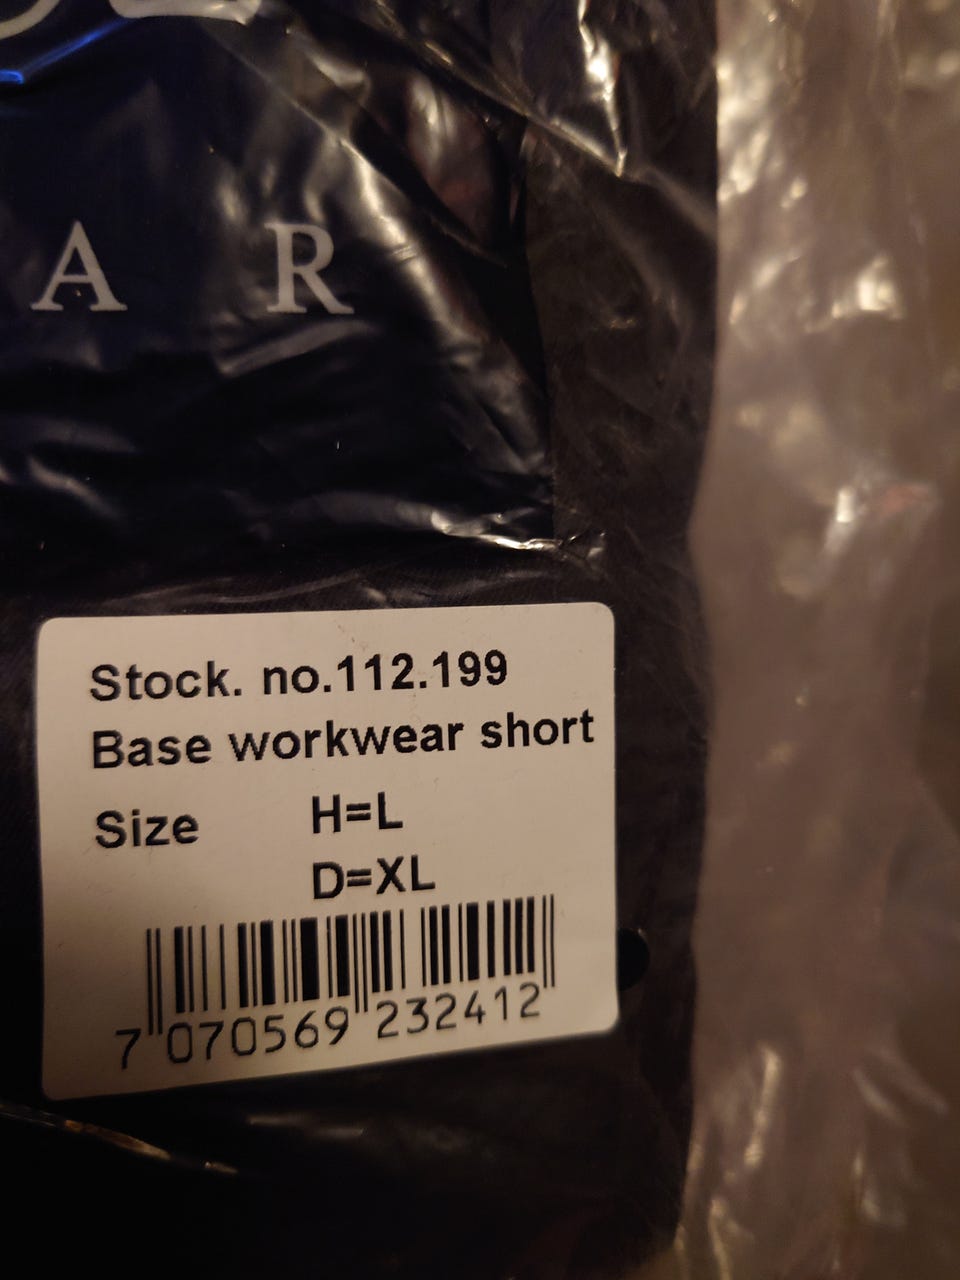 A R
Stock. no.112.199
Base workwear short
Size H=L
D=XL
7 070569 232412